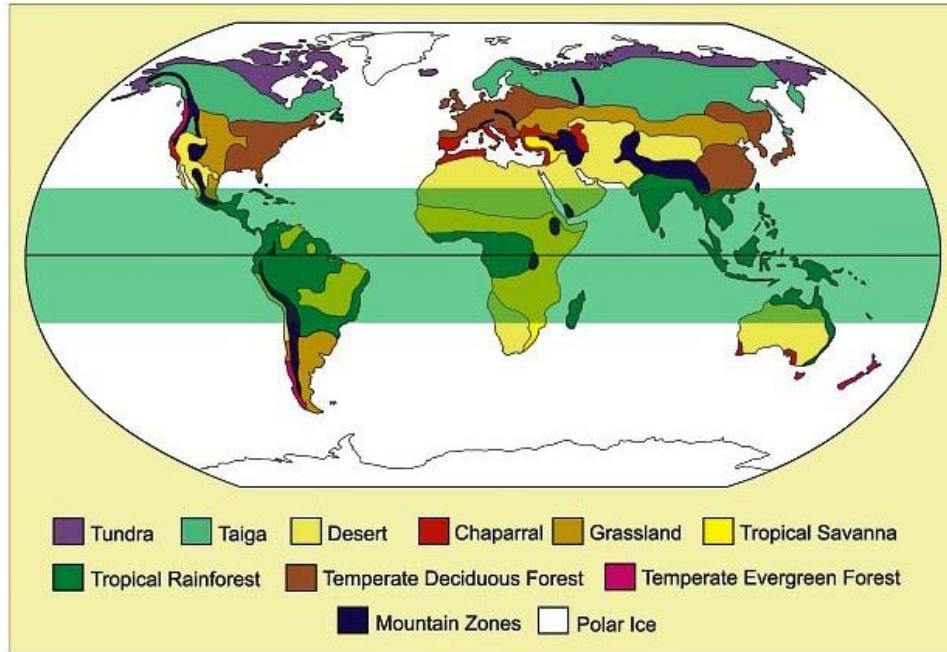 Tundra Taiga Desert Chaparral Grassland Tropical Savanna
Tropical Rainforest Temperate Deciduous Forest Temperate Evergreen Forest
Mountain Zones Polar Ice